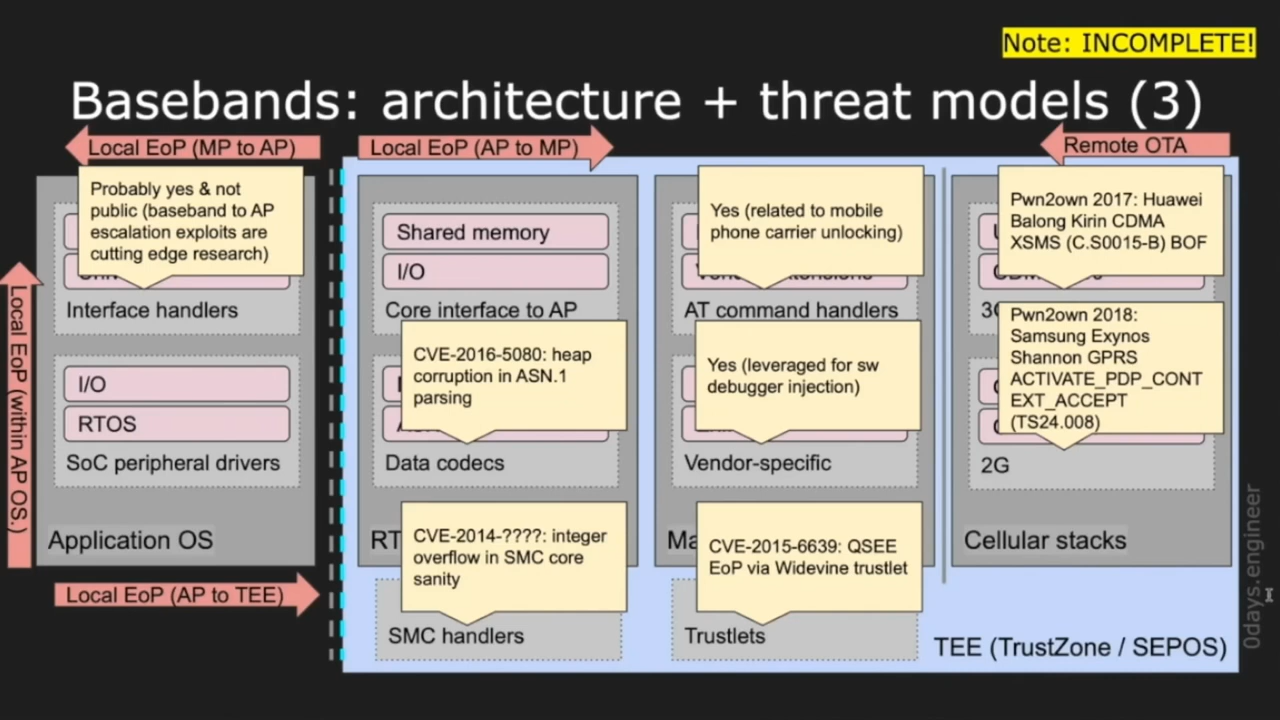 Note: INCOMPLETE!
Basebands: architecture + threat models (3)
Local EoP (MP to AP)
Local EoP (AP to MP)
Remote OTA
Local EoP (within AP OS.)
Probably yes & not
public (baseband to AP
escalation exploits are
cutting edge research)
Interface handlers
I/O
RTOS
SoC peripheral drivers
Application OS
Local EoP (AP to TEE)
Shared memory
I/O
Core interface to AP
CVE-2016-5080: heap
corruption in ASN.1
parsing
Data codecs
RT
CVE-2014-????: integer
overflow in SMC core
sanity
SMC handlers
Yes (related to mobile
phone carrier unlocking)
AT command handlers
Yes (leveraged for sw
debugger injection)
Vendor-specific
Ma
CVE-2015-6639: QSEE
EoP via Widevine trustlet
Trustlets
Pwn2own 2017: Huawei
Balong Kirin CDMA
XSMS (C.S0015-B) BOF
3G
Pwn2own 2018:
Samsung Exynos
Shannon GPRS
ACTIVATE_PDP_CONT
EXT_ACCEPT
(TS24.008)
2G
Cellular stacks
TEE (TrustZone / SEPOS)
0days.engineer